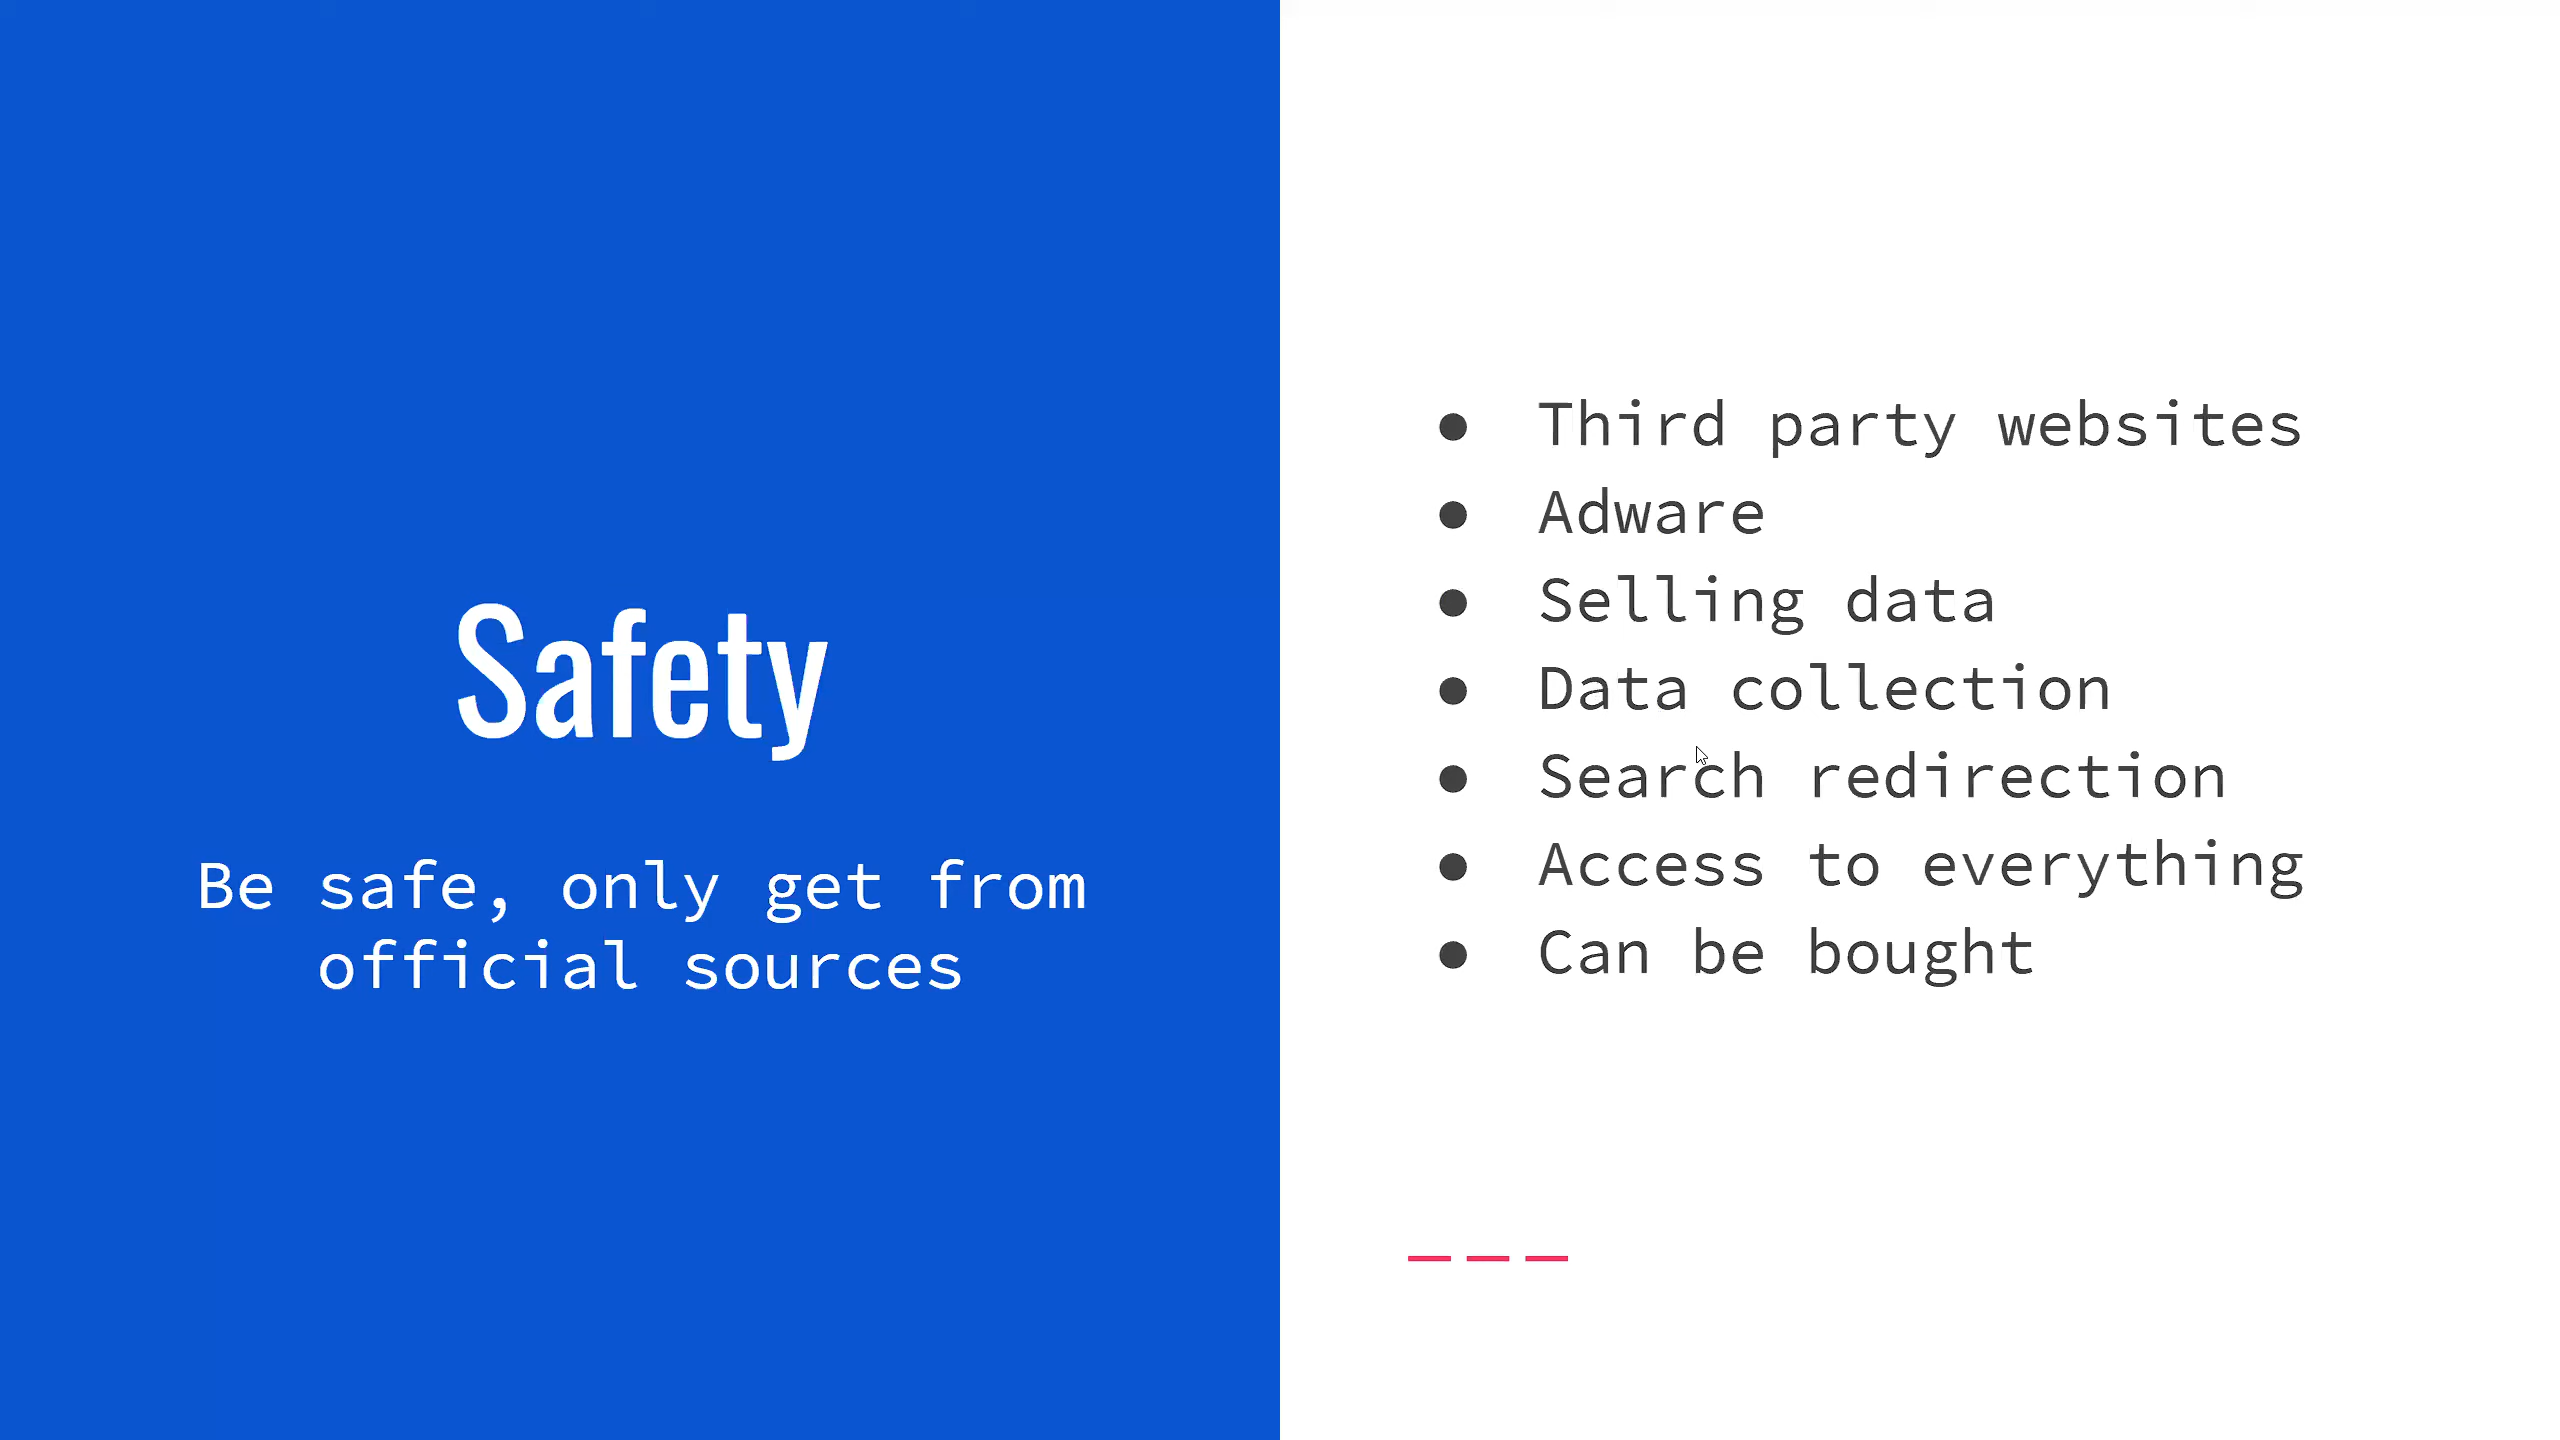 Safety
Be safe, only get from
official sources
● Third party websites
● Adware
● Selling data
● Data collection
● Search redirection
● Access to everything
● Can be bought